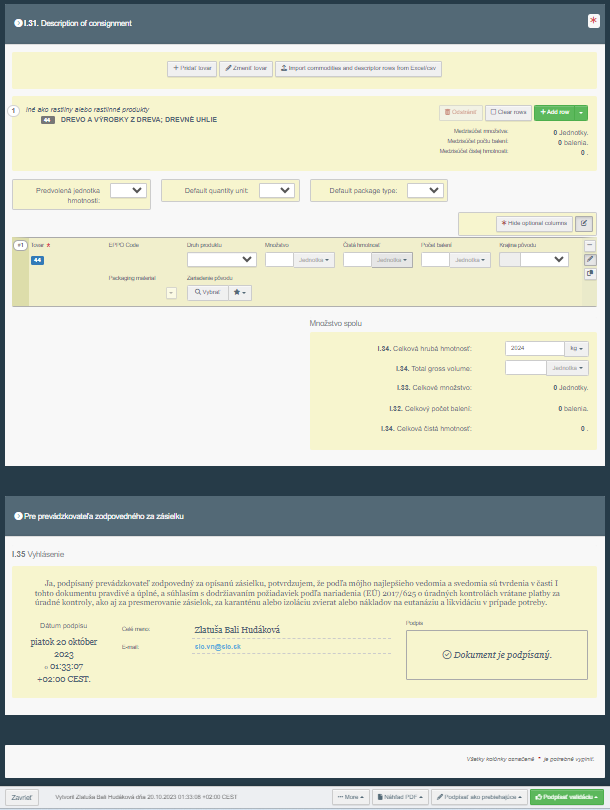 I.31. Description of consignment
+ Pridať tovar Zmeniť tovar Import commodities and descriptor rows from Excel/csv
1 Iné ako rastliny alebo rastlinné produkty
44 DREVO A VÝROBKY Z DREVA; DREVNÉ UHLIE
Odstrániť Clear rows + Add row
Medzisúčet množstva: 0 Jednotky.
Medzisúčet počtu balení: 0 balenia.
Medzisúčet čistej hmotnosti: 0 .
Predvolená jednotka hmotnosti: Default quantity unit: Default package type:
Hide optional columns
#1 Tovar EPPO Code Druh produktu Množstvo Čistá hmotnosť Počet balení Krajina pôvodu
44 Jednotka Jednotka Jednotka
Packaging material Zariadenie pôvodu
Vybrať
Množstvo spolu
I.34. Celková hrubá hmotnosť: 2024 kg
I.34. Total gross volume: Jednotka
I.33. Celkové množstvo: 0 Jednotky.
I.32. Celkový počet balení: 0 balenia.
I.34. Celková čistá hmotnosť: 0 .
Pre prevádzkovateľa zodpovedného za zásielku
I.35 Vyhlásenie
Ja, podpísaný prevádzkovateľ zodpovedný za opísanú zásielku, potvrdzujem, že podľa môjho najlepšieho vedomia a svedomia sú tvrdenia v časti I
tohto dokumentu pravdivé a úplné, a súhlasím s dodržiavaním požiadaviek podľa nariadenia (EÚ) 2017/625 o úradných kontrolách vrátane platby za
úradné kontroly, ako aj za presmerovanie zásielok, za karanténu alebo izoláciu zvierat alebo nákladov na eutanáziu a likvidáciu v prípade potreby.
Dátum podpisu
piatok 20 október
2023
o 01:33:07
+02:00 CEST.
Celé meno: Zlatuša Bali Hudáková
E-mail: slo.vn@slo.sk
Podpis
Dokument je podpísaný.
Všetky kolónky označené * je potrebné vyplniť.
Zavrieť Vytvoril Zlatuša Bali Hudáková dňa 20.10.2023 01:33:08 +02:00 CEST ··· More Náhľad PDF Podpísať ako prebiehajúce Podpísať validáciu